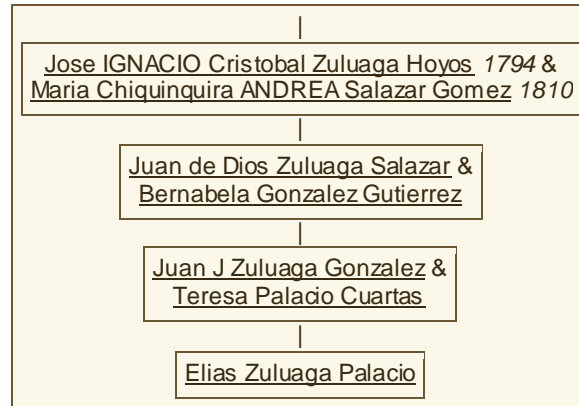 Jose IGNACIO Cristobal Zuluaga Hoyos 1794 &
Maria Chiquinquira ANDREA Salazar Gomez 1810
Juan de Dios Zuluaga Salazar &
Bernabela Gonzalez Gutierrez
Juan J Zuluaga Gonzalez &
Teresa Palacio Cuartas
Elias Zuluaga Palacio